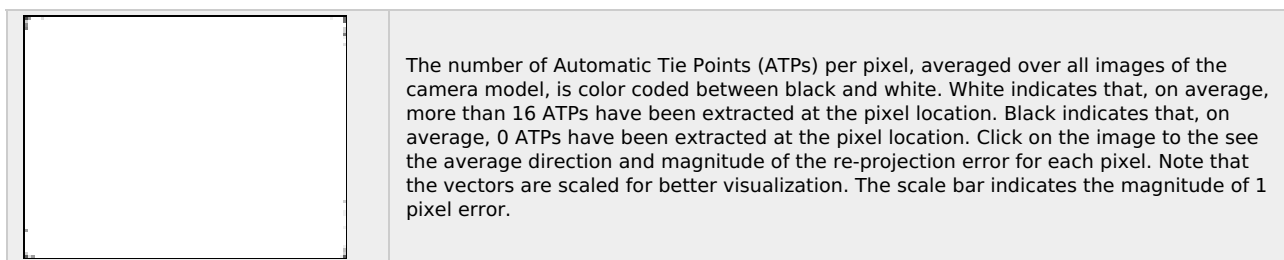 The number of Automatic Tie Points (ATPs) per pixel, averaged over all images of the
camera model, is color coded between black and white. White indicates that, on average,
more than 16 ATPs have been extracted at the pixel location. Black indicates that, on
average, 0 ATPs have been extracted at the pixel location. Click on the image to the see
the average direction and magnitude of the re-projection error for each pixel. Note that
the vectors are scaled for better visualization. The scale bar indicates the magnitude of 1
pixel error.